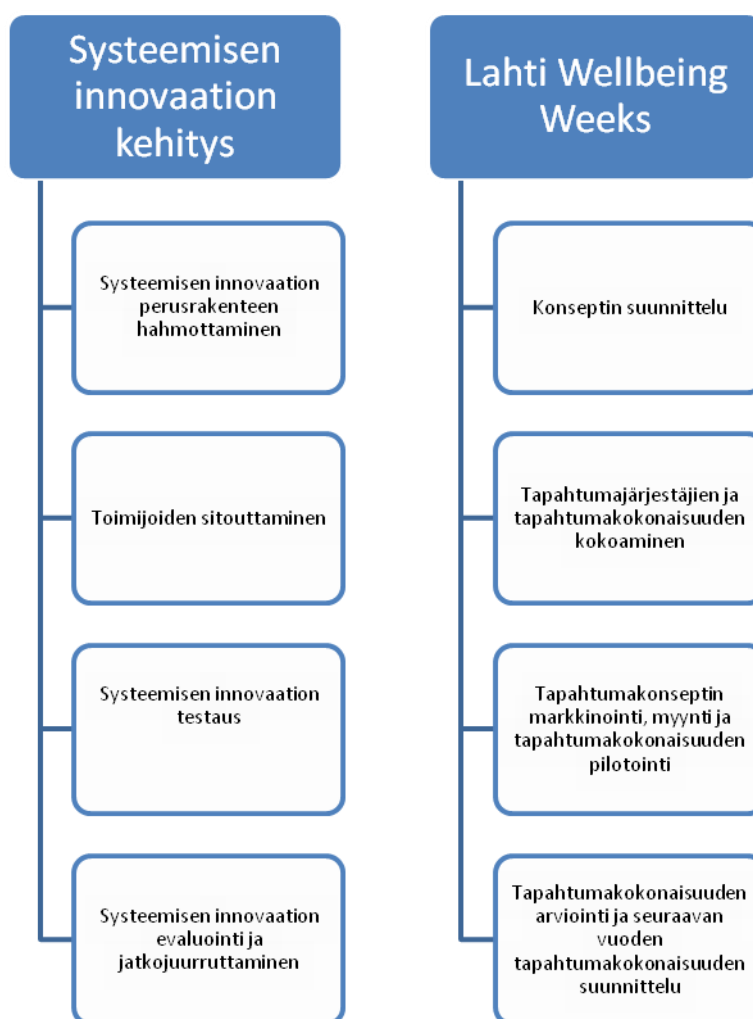 Systeemisen
innovaation
kehitys
Systeemisen innovaation
perusrakenteen
hahmottaminen
Toimijoiden sitouttaminen
Systeemisen innovaation
testaus
Systeemisen innovaation
evaluointi ja
jatkojuurruttaminen
Lahti Wellbeing
Weeks
Konseptin suunnittelu
Tapahtumajärjestäjien ja
tapahtumakokonaisuuden
kokoaminen
Tapahtumakonseptin
markkinointi, myynti ja
tapahtumakokonaisuuden
pilotointi
Tapahtumakokonaisuuden
arviointi ja seuraavan
vuoden
tapahtumakokonaisuuden
suunnittelu